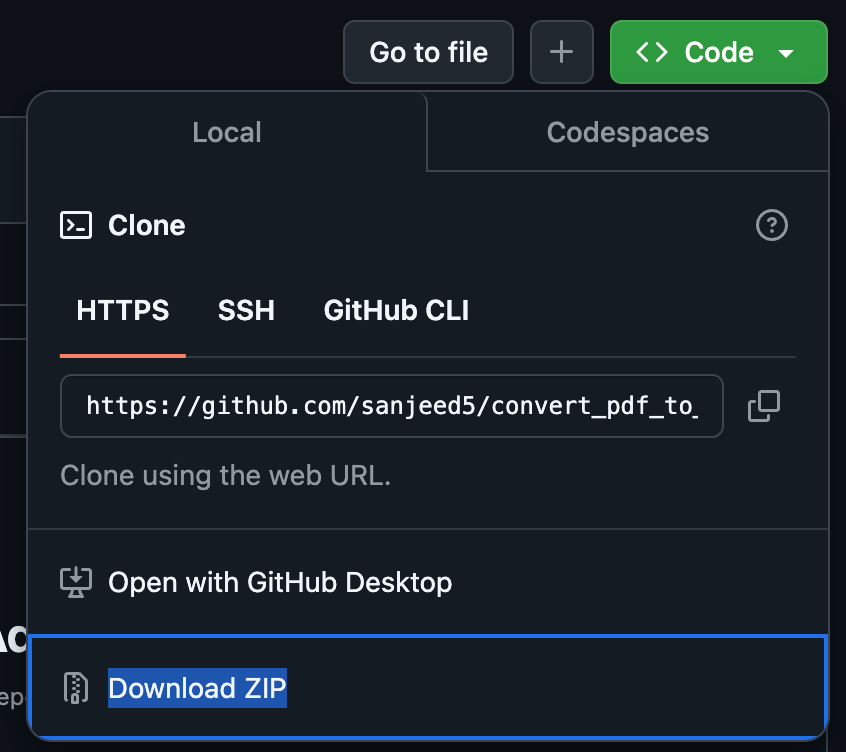 Go to file
Code
Local
Codespaces
Clone
HTTPS
SSH
GitHub CLI
https://github.com/sanjeed5/convert_pdf_to_
Clone using the web URL.
Open with GitHub Desktop
Download ZIP